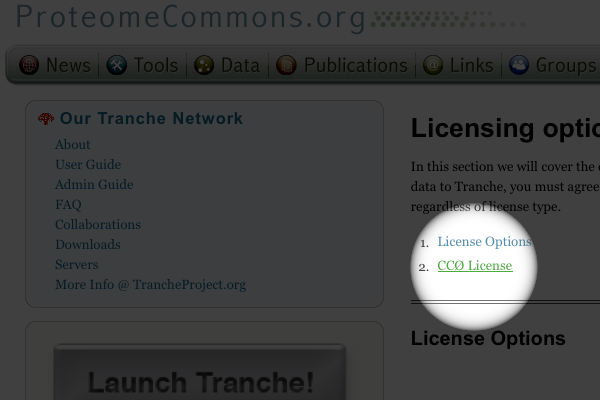 ProteomeCommons.org
News Tools Data Publications Links Groups
Our Tranche Network
About
User Guide
Admin Guide
FAQ
Collaborations
Downloads
Servers
More Info @ TrancheProject.org
Launch Tranche!
Licensing optio
In this section we will cover the
data to Tranche, you must agree
regardless of license type.
1. License Options
2. CCØ License
License Options